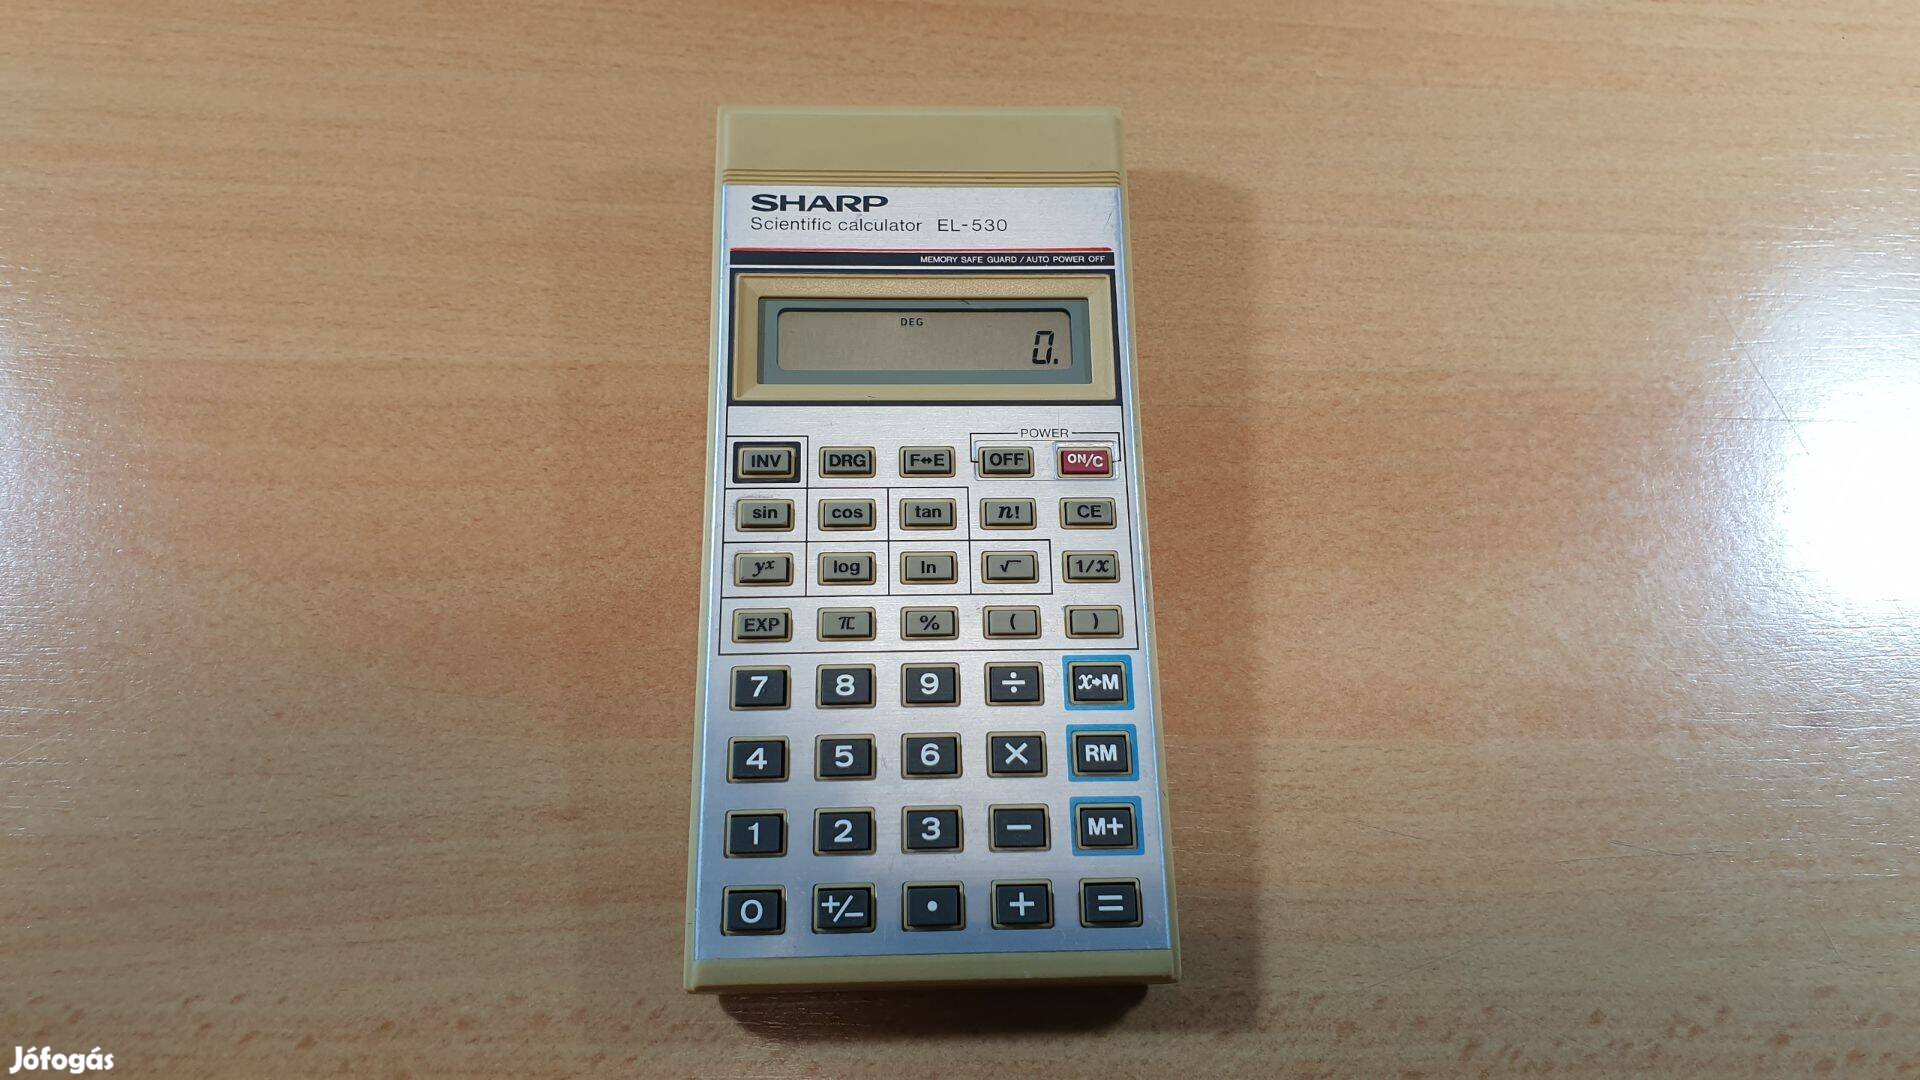 SHARP
Scientific calculator EL-530
MEMORY SAFE GUARD / AUTO POWER OFF
DEG
0.
POWER
INV DRG F↔E OFF ON/C
sin cos tan n! CE
yˣ log ln √ 1/x
EXP π % ( )
7 8 9 ÷ x→M
4 5 6 × RM
1 2 3 − M+
0 +/− • + =
Jófogás